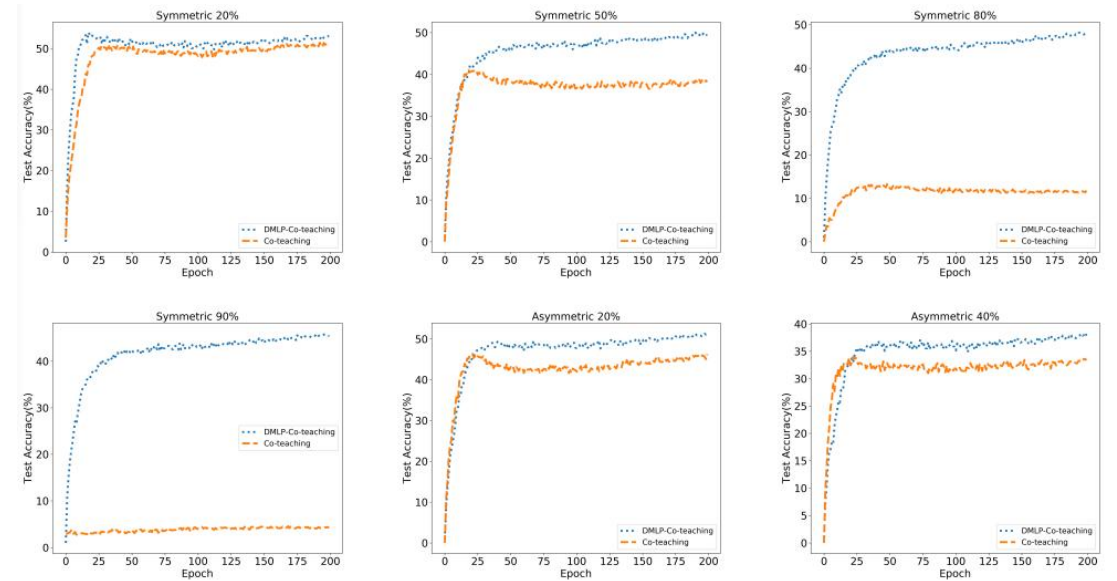 Symmetric 20%
Test Accuracy(%)
50
40
30
20
10
0
DMLP-Co-teaching
Co-teaching
0 25 50 75 100 125 150 175 200
Epoch
Symmetric 50%
Test Accuracy(%)
50
40
30
20
10
0
DMLP-Co-teaching
Co-teaching
0 25 50 75 100 125 150 175 200
Epoch
Symmetric 80%
Test Accuracy(%)
50
40
30
20
10
0
DMLP-Co-teaching
Co-teaching
0 25 50 75 100 125 150 175 200
Epoch
Symmetric 90%
Test Accuracy(%)
40
30
20
10
0
DMLP-Co-teaching
Co-teaching
0 25 50 75 100 125 150 175 200
Epoch
Asymmetric 20%
Test Accuracy(%)
50
40
30
20
10
0
DMLP-Co-teaching
Co-teaching
0 25 50 75 100 125 150 175 200
Epoch
Asymmetric 40%
Test Accuracy(%)
40
35
30
25
20
15
10
5
0
DMLP-Co-teaching
Co-teaching
0 25 50 75 100 125 150 175 200
Epoch